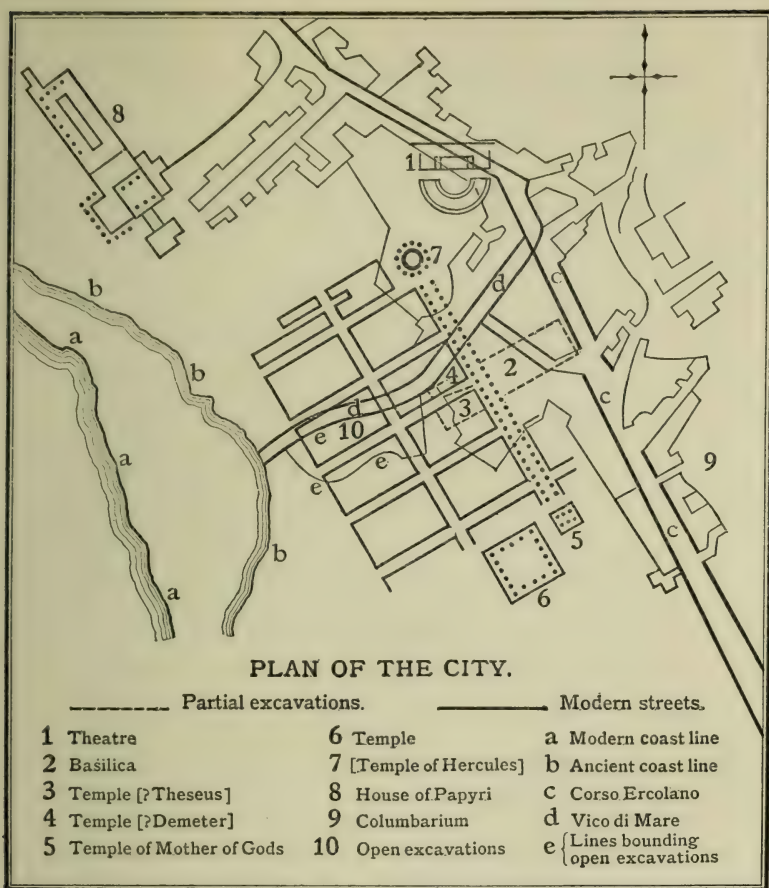 8
1
7
c
b
d
a
b
2
4
d
3
c
e 10
a
e
9
e
b
5
c
a
6
PLAN OF THE CITY.
Partial excavations. Modern streets.
1 Theatre
2 Basilica
3 Temple [?Theseus]
4 Temple [?Demeter]
5 Temple of Mother of Gods
6 Temple
7 [Temple of Hercules]
8 House of Papyri
9 Columbarium
10 Open excavations
a Modern coast line
b Ancient coast line
c Corso Ercolano
d Vico di Mare
e { Lines bounding
open excavations